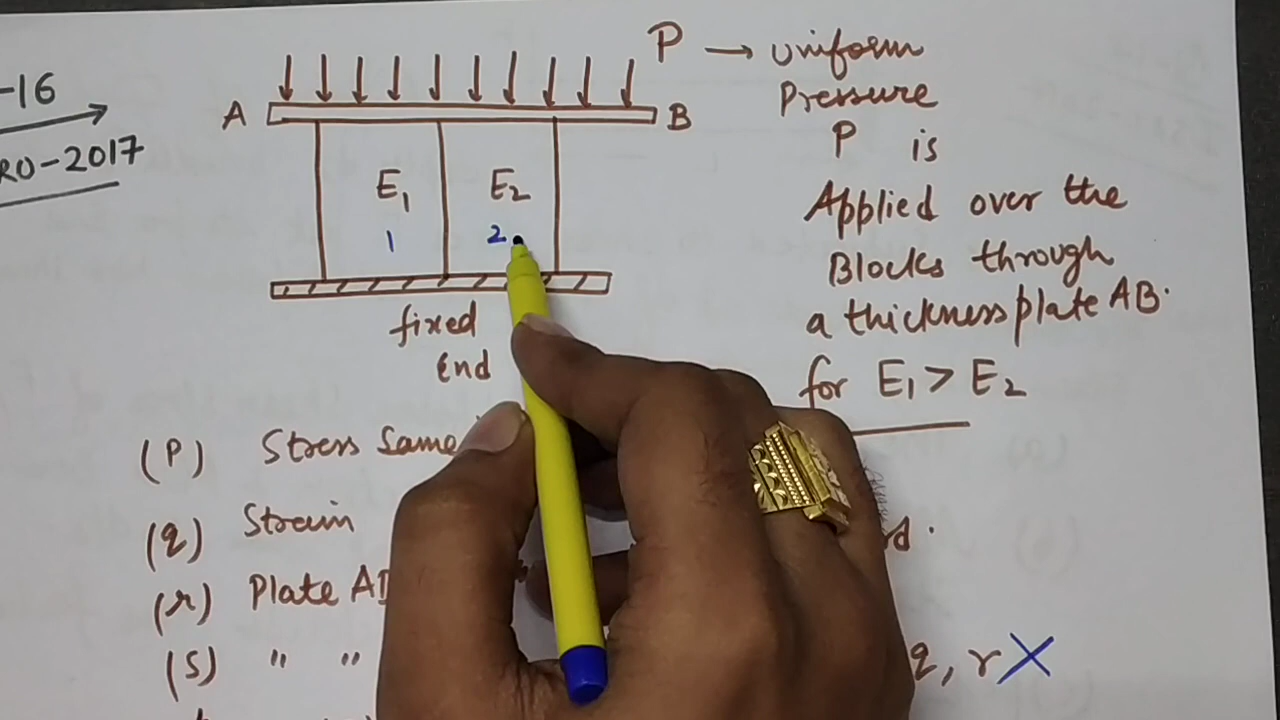 -16
RO-2017
P → uniform
Pressure
P is
Applied over the
Blocks through
a thickness plate AB.
for E₁ > E₂
A B
E₁ E₂
1 2
fixed
End
(P) Stress Same
(q) Strain
(r) Plate AB
(S) " "
q, r X